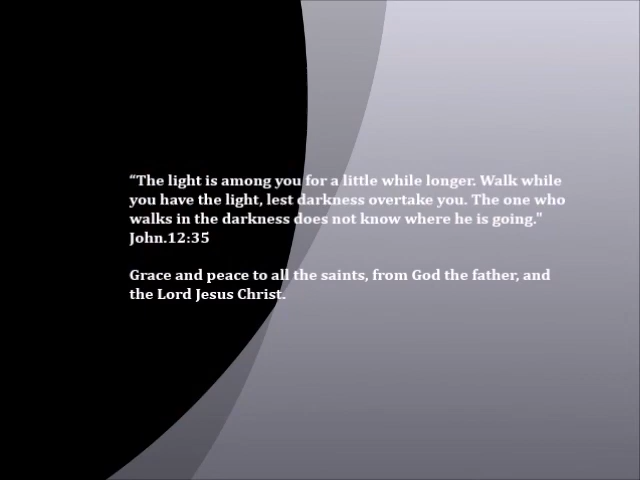 “The light is among you for a little while longer. Walk while
you have the light, lest darkness overtake you. The one who
walks in the darkness does not know where he is going.”
John.12:35
Grace and peace to all the saints, from God the father, and
the Lord Jesus Christ.